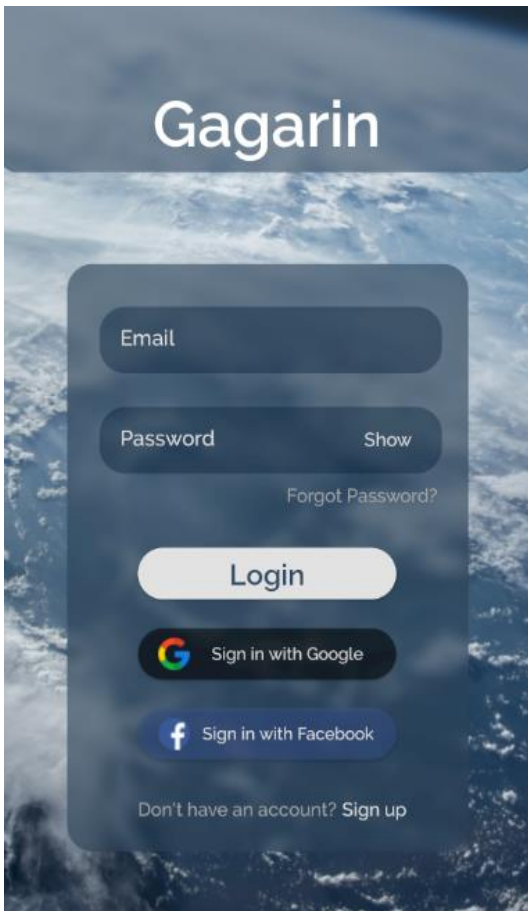 Gagarin
Email
Password Show
Forgot Password?
Login
Sign in with Google
Sign in with Facebook
Don't have an account? Sign up